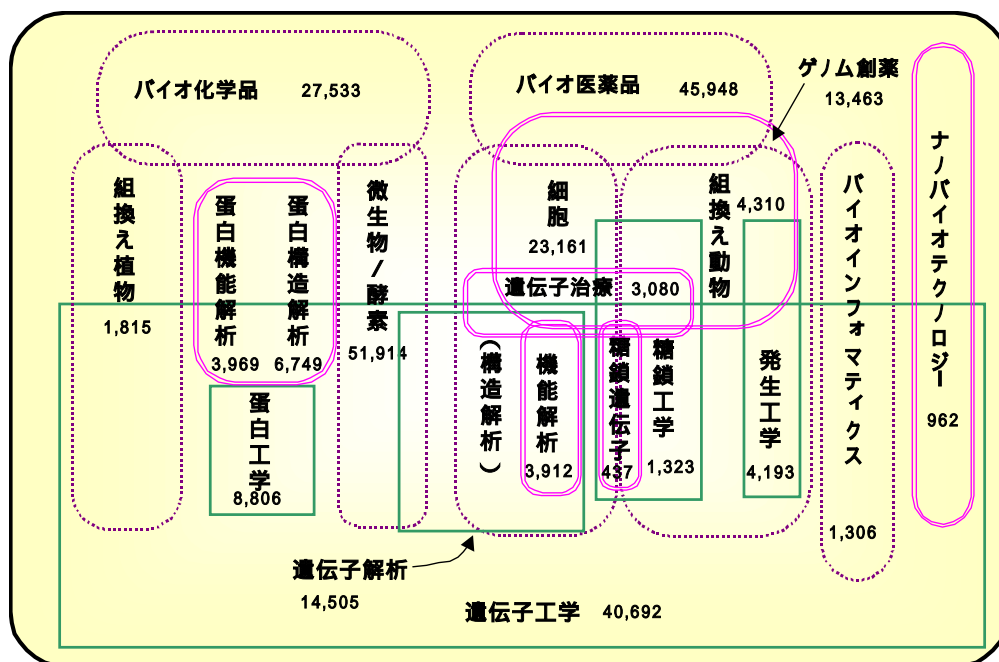 バイオ化学品 27,533
バイオ医薬品 45,948
ゲノム創薬
13,463
ナノバイオテクノロジー
962
組換え植物
1,815
蛋白機能解析
3,969
蛋白構造解析
6,749
微生物/酵素
51,914
細胞
23,161
組換え動物
4,310
バイオインフォマティクス
1,306
遺伝子治療 3,080
(構造解析)
機能解析
3,912
糖鎖遺伝子
437
糖鎖工学
1,323
発生工学
4,193
蛋白工学
8,806
遺伝子解析
14,505
遺伝子工学 40,692